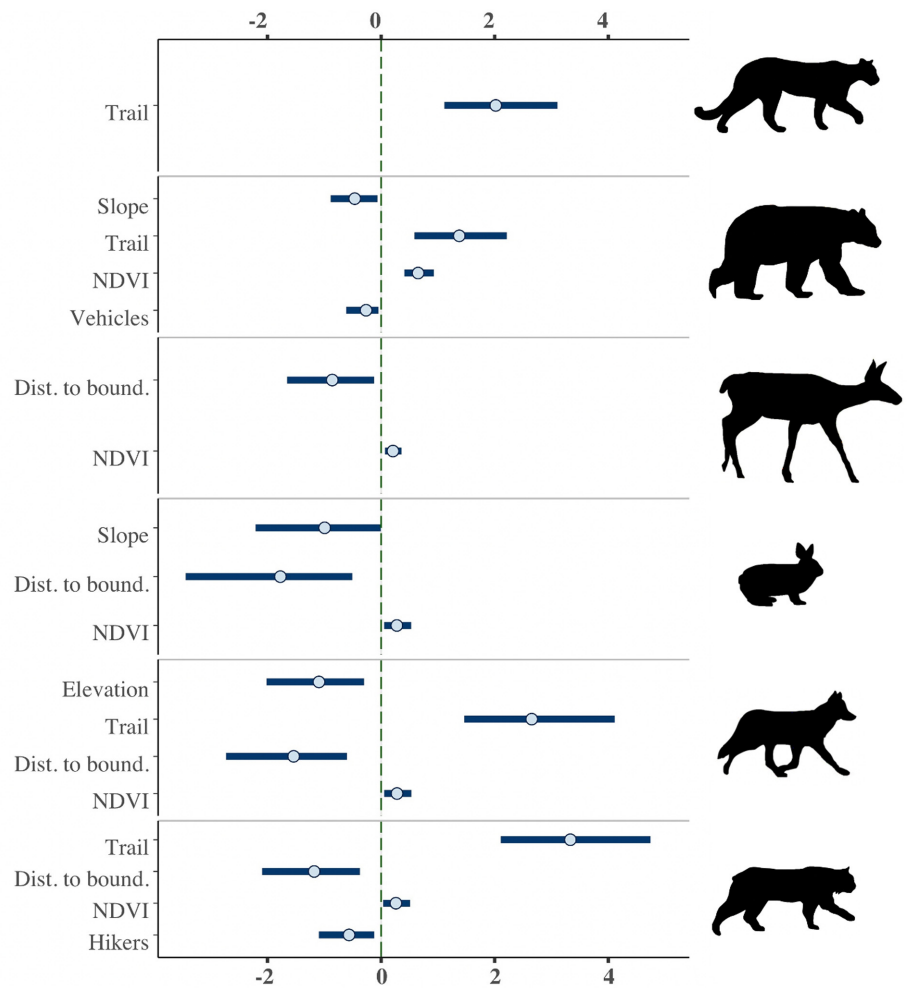 -2 0 2 4
Trail
Slope
Trail
NDVI
Vehicles
Dist. to bound.
NDVI
Slope
Dist. to bound.
NDVI
Elevation
Trail
Dist. to bound.
NDVI
Trail
Dist. to bound.
NDVI
Hikers
-2 0 2 4